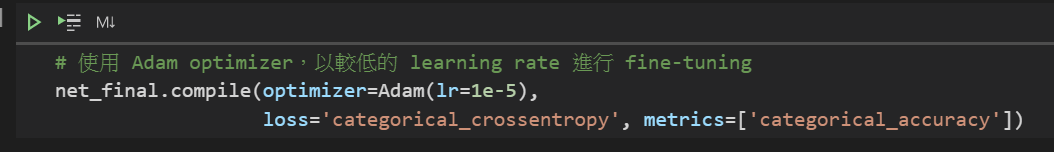 M↓
# 使用 Adam optimizer，以較低的 learning rate 進行 fine-tuning
net_final.compile(optimizer=Adam(lr=1e-5),
loss='categorical_crossentropy', metrics=['categorical_accuracy'])